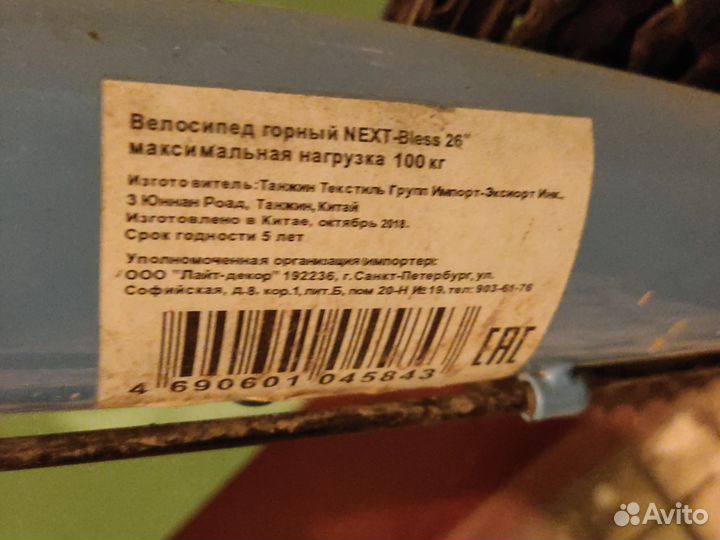 Велосипед горный NEXT-Bless 26"
максимальная нагрузка 100 кг
Изготовитель: Танжин Текстиль Групп Импорт-Экспорт Инк.,
3 Юннан Роад, Танжин, Китай
Изготовлено в Китае, октябрь 2018.
Срок годности 5 лет
Уполномоченная организация (импортер):
ООО "Лайт-декор" 192236, г.Санкт-Петербург, ул.
Софийская, д.8, кор.1, лит.Б, пом 20-Н №19, тел: 903-61-76
4 690601 045843
EAC
Avito